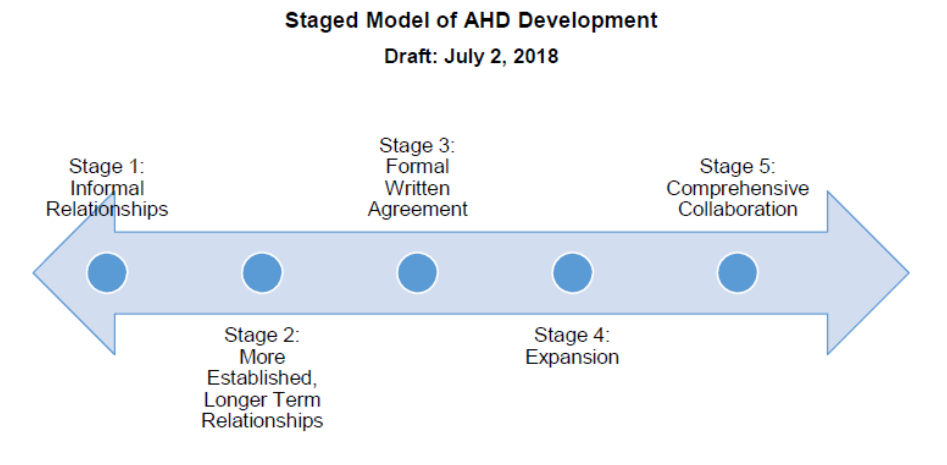 Staged Model of AHD Development
Draft: July 2, 2018
Stage 1:
Informal
Relationships
Stage 2:
More
Established,
Longer Term
Relationships
Stage 3:
Formal
Written
Agreement
Stage 4:
Expansion
Stage 5:
Comprehensive
Collaboration